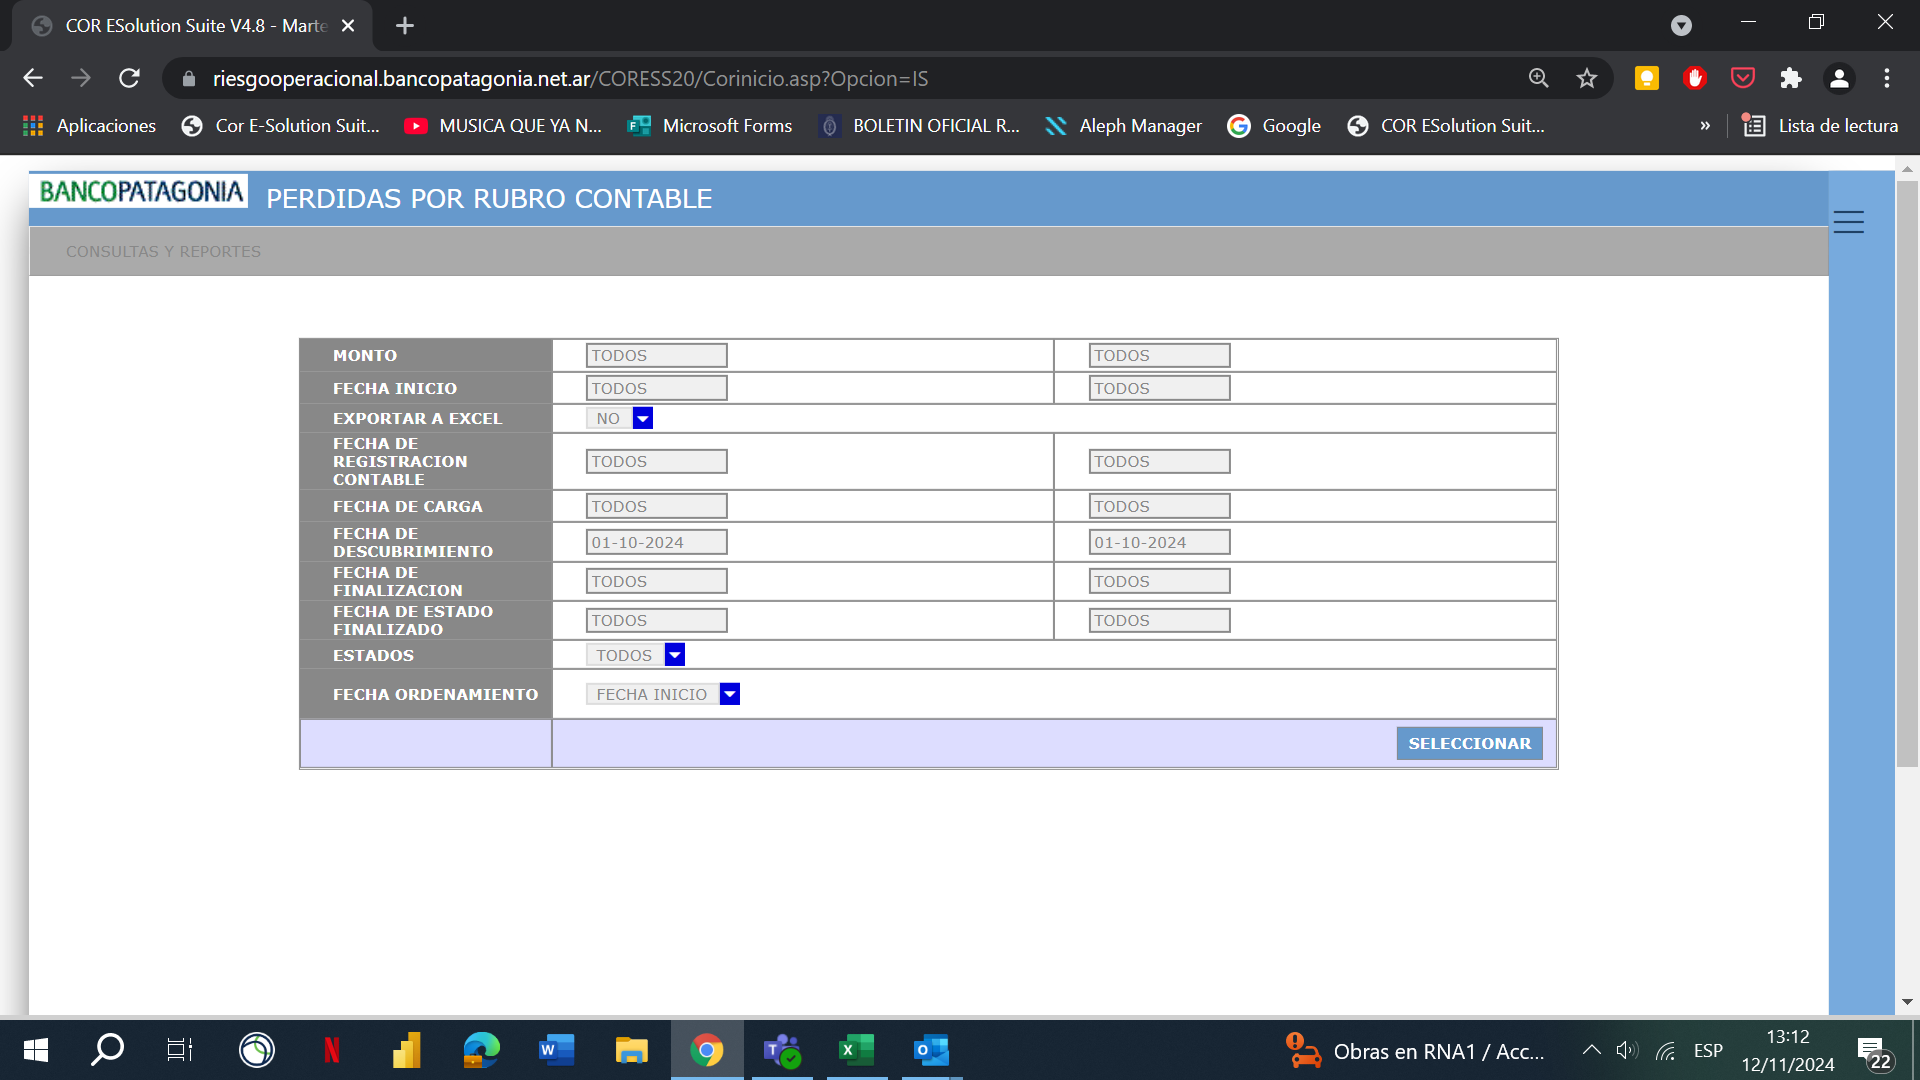 COR ESolution Suite V4.8 - Marte
riesgooperacional.bancopatagonia.net.ar/CORESS20/Corinicio.asp?Opcion=IS
Aplicaciones
Cor E-Solution Suit...
MUSICA QUE YA N...
Microsoft Forms
BOLETIN OFICIAL R...
Aleph Manager
Google
COR ESolution Suit...
»
Lista de lectura
BANCOPATAGONIA
PERDIDAS POR RUBRO CONTABLE
CONSULTAS Y REPORTES
MONTO TODOS TODOS
FECHA INICIO TODOS TODOS
EXPORTAR A EXCEL NO
FECHA DE
REGISTRACION
CONTABLE
TODOS TODOS
FECHA DE CARGA TODOS TODOS
FECHA DE
DESCUBRIMIENTO
01-10-2024 01-10-2024
FECHA DE
FINALIZACION
TODOS TODOS
FECHA DE ESTADO
FINALIZADO
TODOS TODOS
ESTADOS TODOS
FECHA ORDENAMIENTO FECHA INICIO
SELECCIONAR
Obras en RNA1 / Acc...
ESP
13:12
12/11/2024
22